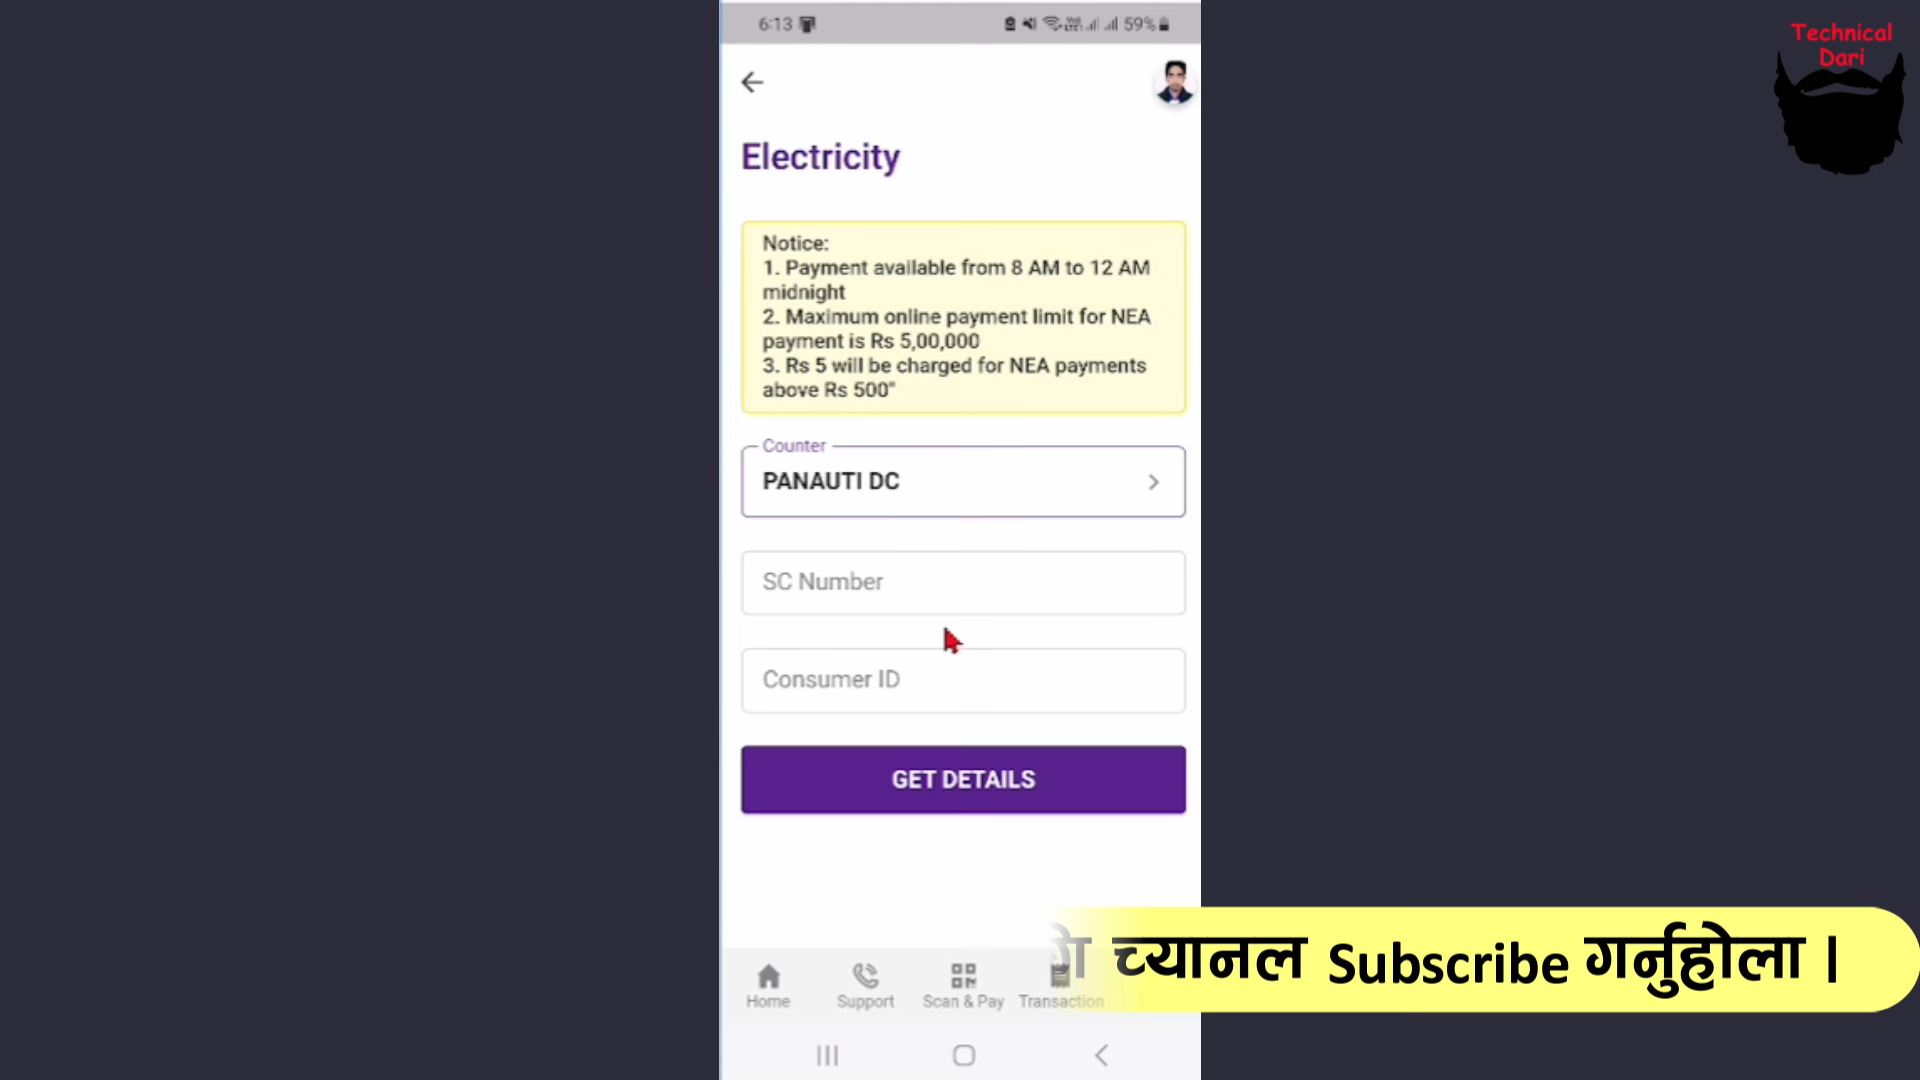 6:13
59%
Technical
Dari
Electricity
Notice:
1. Payment available from 8 AM to 12 AM
midnight
2. Maximum online payment limit for NEA
payment is Rs 5,00,000
3. Rs 5 will be charged for NEA payments
above Rs 500"
Counter
PANAUTI DC
SC Number
Consumer ID
GET DETAILS
च्यानल Subscribe गर्नुहोला ।
Home
Support
Scan & Pay
Transaction